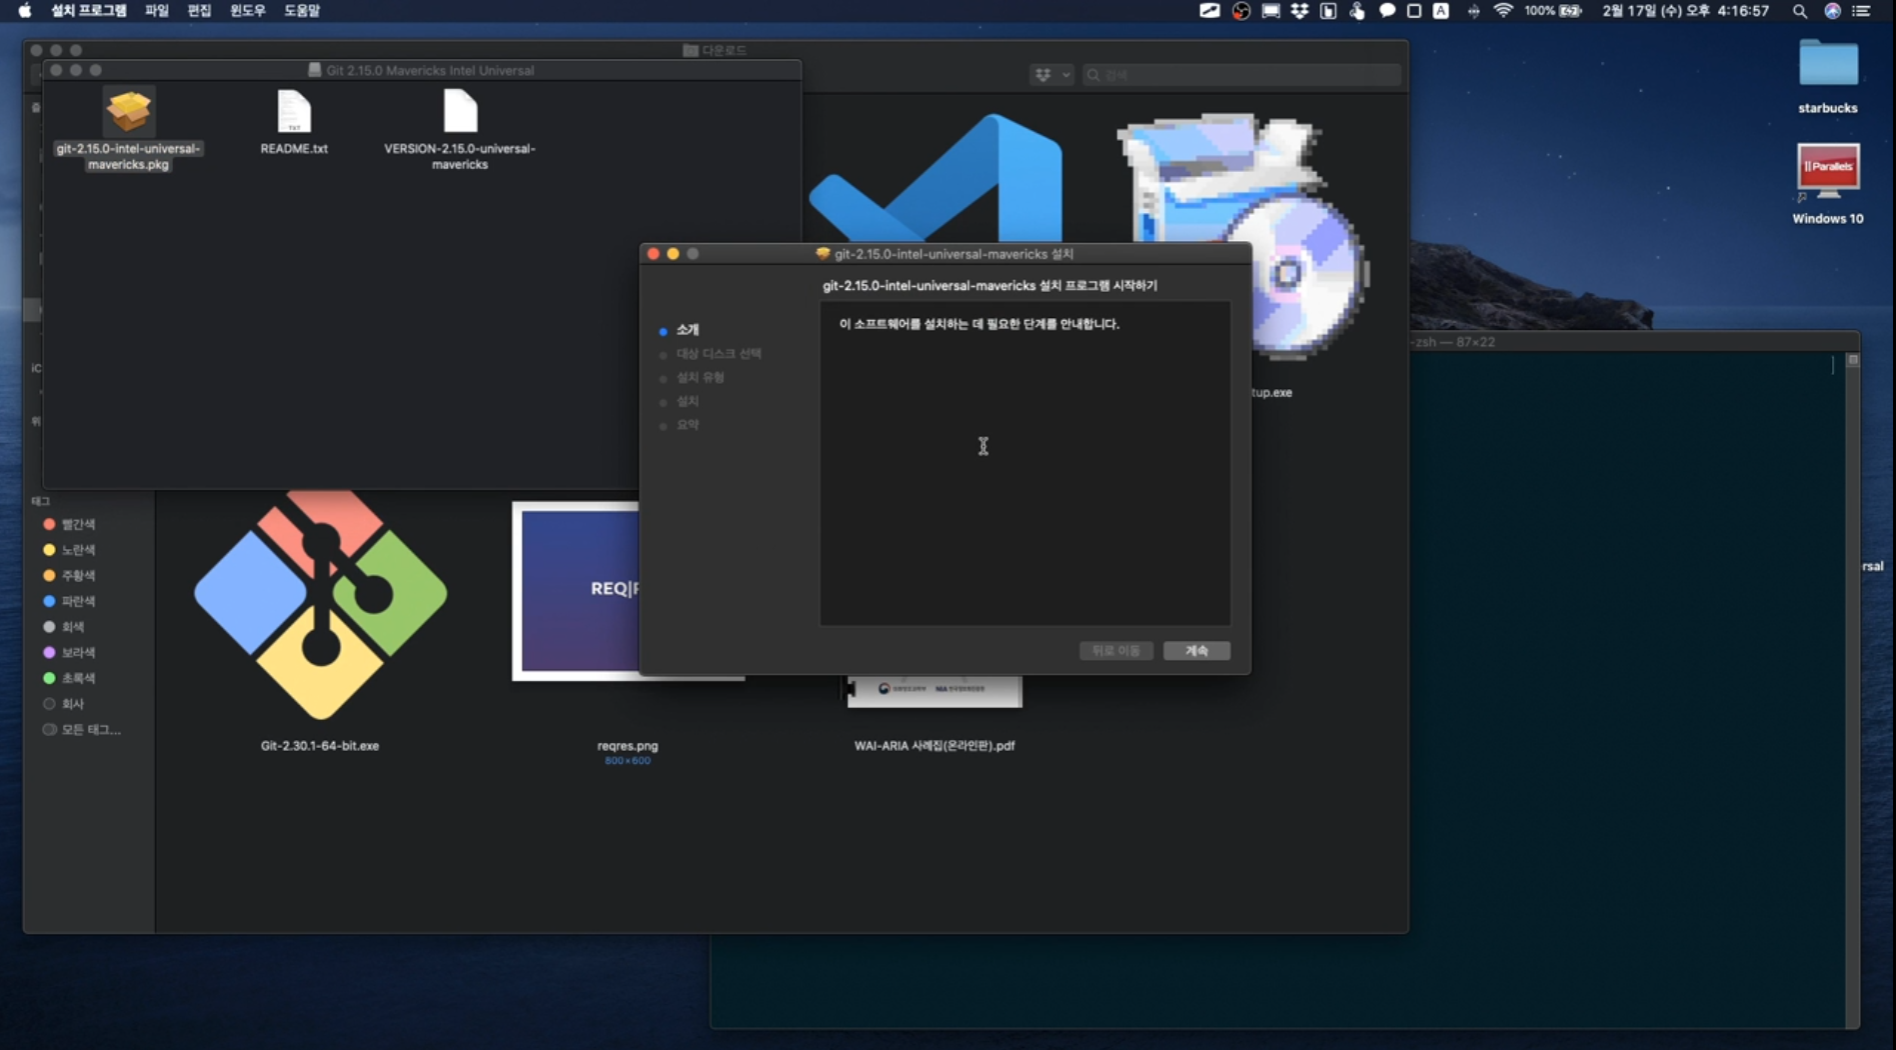 설치 프로그램 파일 편집 윈도우 도움말
100% 2월 17일 (수) 오후 4:16:57
다운로드
Git 2.15.0 Mavericks Intel Universal
검색
git-2.15.0-intel-universal-
mavericks.pkg
README.txt
VERSION-2.15.0-universal-
mavericks
starbucks
Parallels
Windows 10
git-2.15.0-intel-universal-mavericks 설치
git-2.15.0-intel-universal-mavericks 설치 프로그램 시작하기
이 소프트웨어를 설치하는 데 필요한 단계를 안내합니다.
소개
대상 디스크 선택
설치 유형
설치
요약
뒤로 이동
계속
-zsh — 87×22
tup.exe
rsal
iC
위
태그
빨간색
노란색
주황색
파란색
회색
보라색
초록색
회사
모든 태그...
REQ|R
Git-2.30.1-64-bit.exe
reqres.png
800×600
WAI-ARIA 사례집(온라인판).pdf